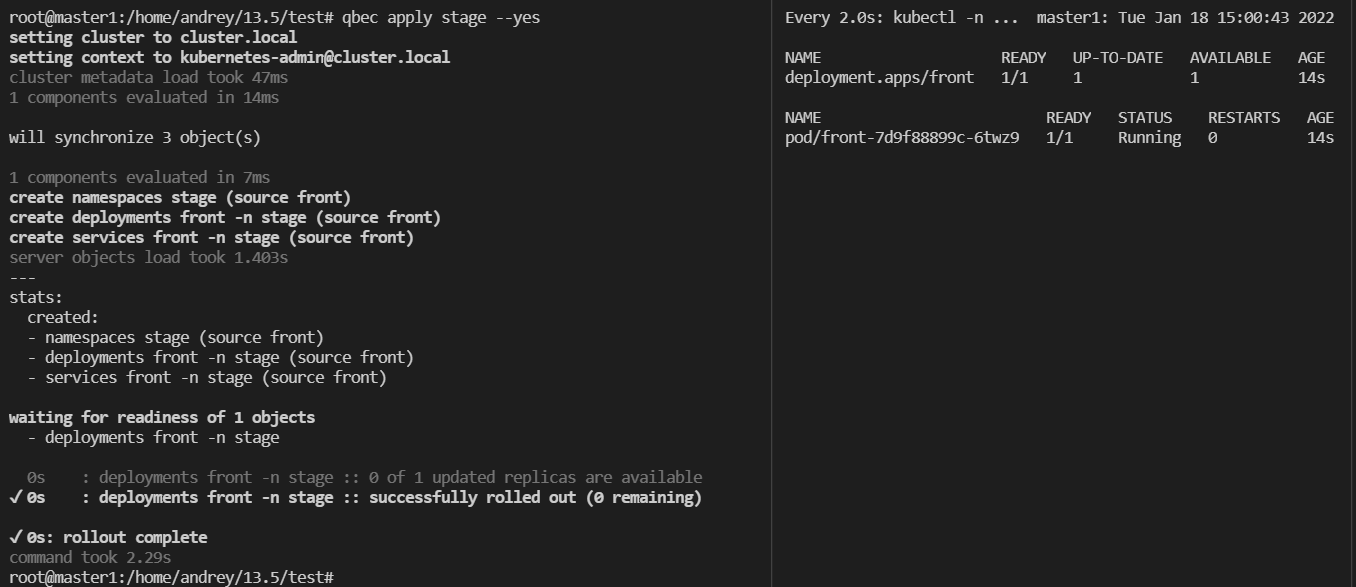 root@master1:/home/andrey/13.5/test# qbec apply stage --yes
setting cluster to cluster.local
setting context to kubernetes-admin@cluster.local
cluster metadata load took 47ms
1 components evaluated in 14ms
will synchronize 3 object(s)
1 components evaluated in 7ms
create namespaces stage (source front)
create deployments front -n stage (source front)
create services front -n stage (source front)
server objects load took 1.403s
---
stats:
  created:
  - namespaces stage (source front)
  - deployments front -n stage (source front)
  - services front -n stage (source front)
waiting for readiness of 1 objects
  - deployments front -n stage
  0s    : deployments front -n stage :: 0 of 1 updated replicas are available
✓ 0s    : deployments front -n stage :: successfully rolled out (0 remaining)
✓ 0s: rollout complete
command took 2.29s
root@master1:/home/andrey/13.5/test#
Every 2.0s: kubectl -n ...  master1: Tue Jan 18 15:00:43 2022
NAME                    READY   UP-TO-DATE   AVAILABLE   AGE
deployment.apps/front   1/1     1            1           14s
NAME                         READY   STATUS    RESTARTS   AGE
pod/front-7d9f88899c-6twz9   1/1     Running   0          14s